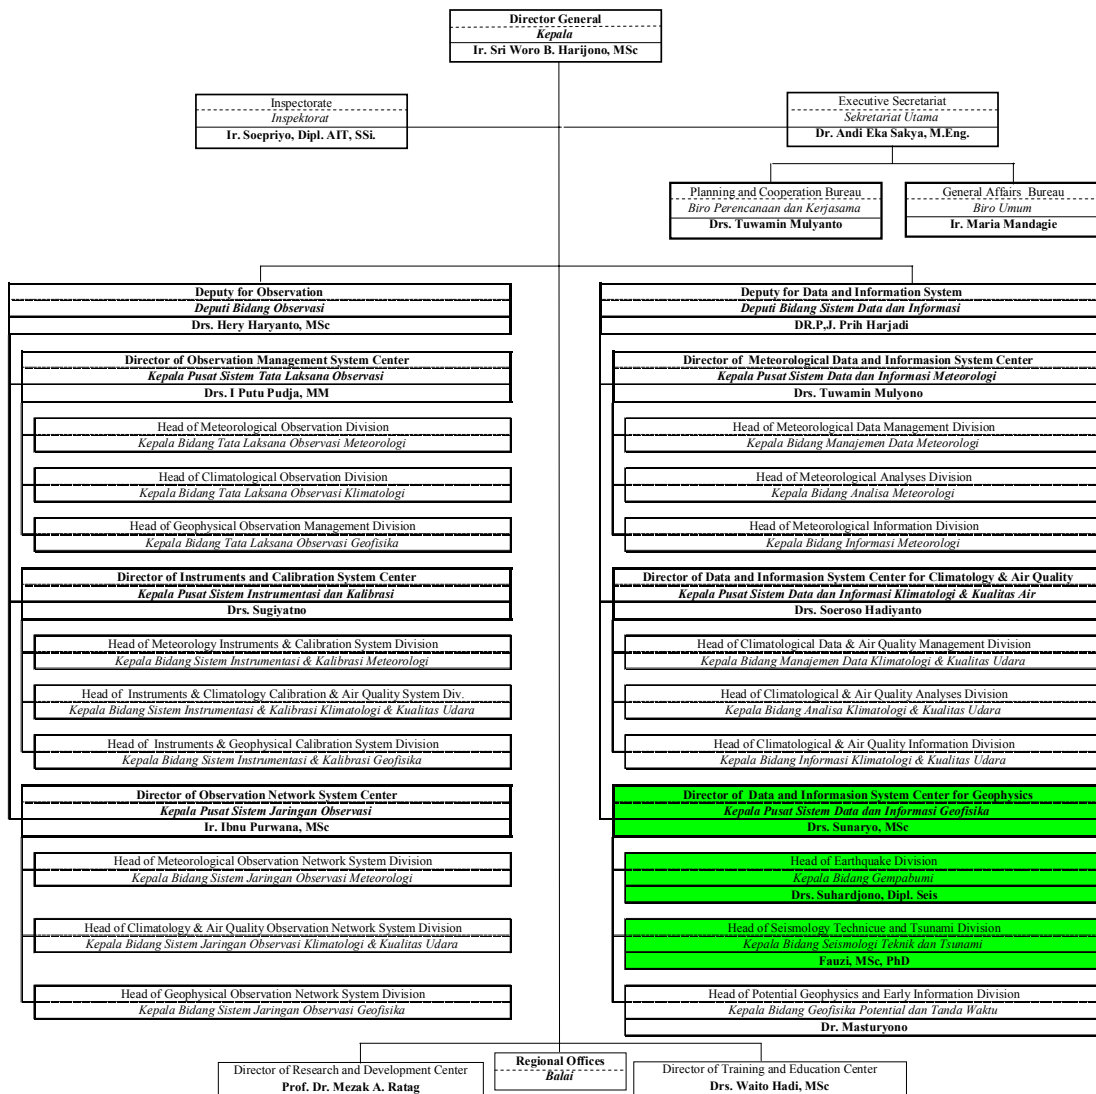 Director General
Kepala
Ir. Sri Woro B. Harijono, MSc
Inspectorate
Inspektorat
Ir. Soepriyo, Dipl. AIT, SSi.
Executive Secretariat
Sekretariat Utama
Dr. Andi Eka Sakya, M.Eng.
Planning and Cooperation Bureau
Biro Perencanaan dan Kerjasama
Drs. Tuwamin Mulyanto
General Affairs Bureau
Biro Umum
Ir. Maria Mandagie
Deputy for Observation
Deputi Bidang Observasi
Drs. Hery Haryanto, MSc
Director of Observation Management System Center
Kepala Pusat Sistem Tata Laksana Observasi
Drs. I Putu Pudja, MM
Head of Meteorological Observation Division
Kepala Bidang Tata Laksana Observasi Meteorologi
Head of Climatological Observation Division
Kepala Bidang Tata Laksana Observasi Klimatologi
Head of Geophysical Observation Management Division
Kepala Bidang Tata Laksana Observasi Geofisika
Director of Instruments and Calibration System Center
Kepala Pusat Sistem Instrumentasi dan Kalibrasi
Drs. Sugiyatno
Head of Meteorology Instruments & Calibration System Division
Kepala Bidang Sistem Instrumentasi & Kalibrasi Meteorologi
Head of Instruments & Climatology Calibration & Air Quality System Div.
Kepala Bidang Sistem Instrumentasi & Kalibrasi Klimatologi & Kualitas Udara
Head of Instruments & Geophysical Calibration System Division
Kepala Bidang Sistem Instrumentasi & Kalibrasi Geofisika
Director of Observation Network System Center
Kepala Pusat Sistem Jaringan Observasi
Ir. Ibnu Purwana, MSc
Head of Meteorological Observation Network System Division
Kepala Bidang Sistem Jaringan Observasi Meteorologi
Head of Climatology & Air Quality Observation Network System Division
Kepala Bidang Sistem Jaringan Observasi Klimatologi & Kualitas Udara
Head of Geophysical Observation Network System Division
Kepala Bidang Sistem Jaringan Observasi Geofisika
Deputy for Data and Information System
Deputi Bidang Sistem Data dan Informasi
DR.P,J. Prih Harjadi
Director of Meteorological Data and Informasion System Center
Kepala Pusat Sistem Data dan Informasi Meteorologi
Drs. Tuwamin Mulyono
Head of Meteorological Data Management Division
Kepala Bidang Manajemen Data Meteorologi
Head of Meteorological Analyses Division
Kepala Bidang Analisa Meteorologi
Head of Meteorological Information Division
Kepala Bidang Informasi Meteorologi
Director of Data and Informasion System Center for Climatology & Air Quality
Kepala Pusat Sistem Data dan Informasi Klimatologi & Kualitas Air
Drs. Soeroso Hadiyanto
Head of Climatological Data & Air Quality Management Division
Kepala Bidang Manajemen Data Klimatologi & Kualitas Udara
Head of Climatological & Air Quality Analyses Division
Kepala Bidang Analisa Klimatologi & Kualitas Udara
Head of Climatological & Air Quality Information Division
Kepala Bidang Informasi Klimatologi & Kualitas Udara
Director of Data and Information System Center for Geophysics
Kepala Pusat Sistem Data dan Informasi Geofisika
Drs. Sunaryo, MSc
Head of Earthquake Division
Kepala Bidang Gempabumi
Drs. Suhardjono, Dipl. Seis
Head of Seismology Technicue and Tsunami Division
Kepala Bidang Seismologi Teknik dan Tsunami
Fauzi, MSc, PhD
Head of Potential Geophysics and Early Information Division
Kepala Bidang Geofisika Potential dan Tanda Waktu
Dr. Masturyono
Director of Research and Development Center
Prof. Dr. Mezak A. Ratag
Regional Offices
Balai
Director of Training and Education Center
Drs. Waito Hadi, MSc